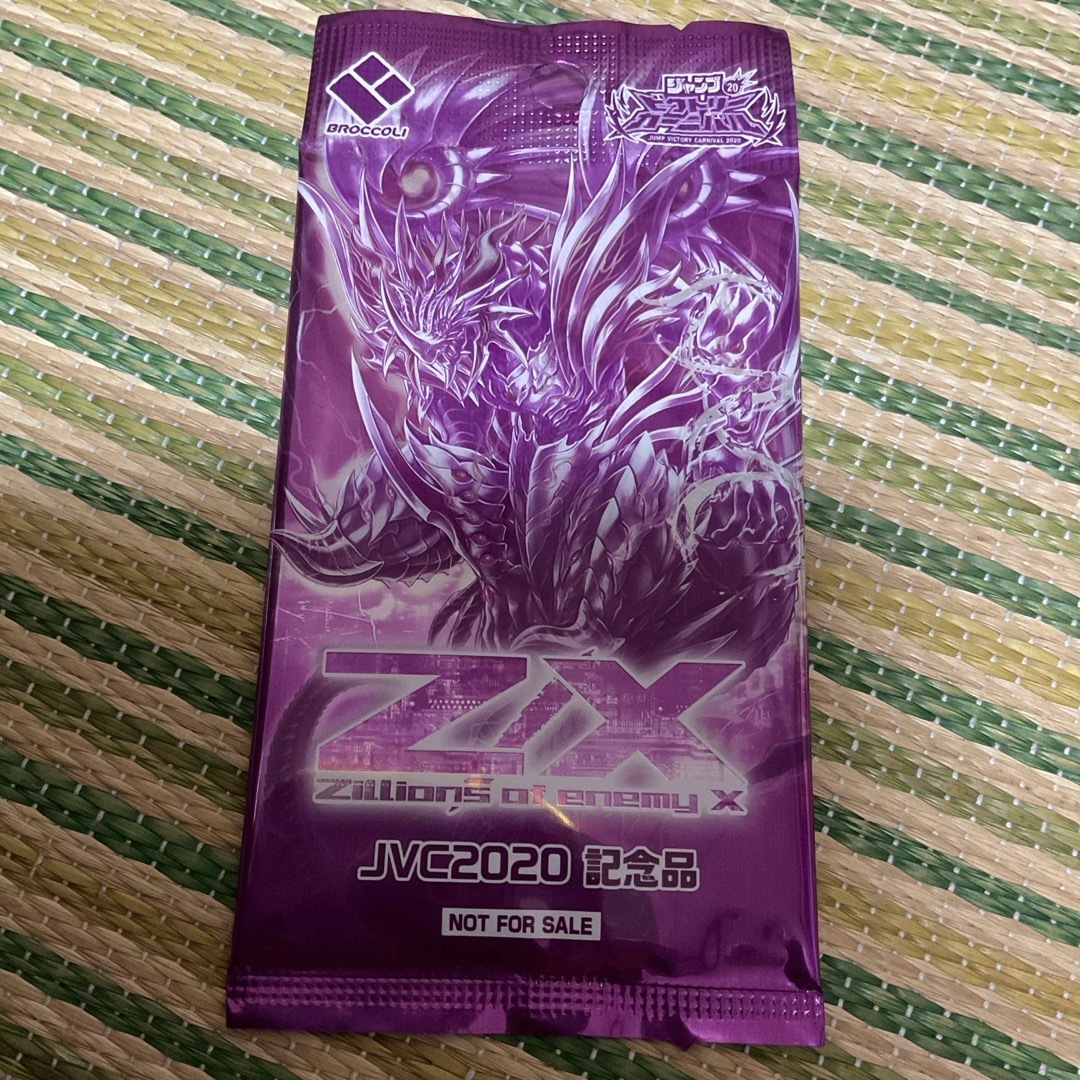 BROCCOLI
ジャンプ
20
ビクトリー
カーニバル
JUMP VICTORY CARNIVAL 2020
Z/X
Zillions of enemy X
JVC2020 記念品
NOT FOR SALE